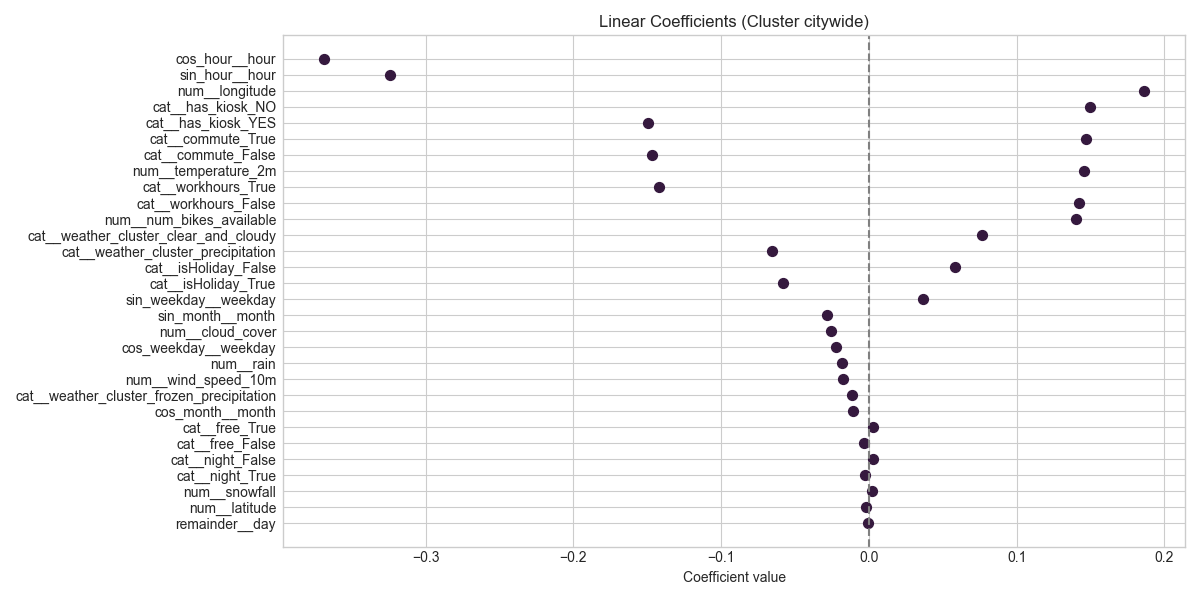 Linear Coefficients (Cluster citywide)
cos_hour__hour
sin_hour__hour
num__longitude
cat__has_kiosk_NO
cat__has_kiosk_YES
cat__commute_True
cat__commute_False
num__temperature_2m
cat__workhours_True
cat__workhours_False
num__num_bikes_available
cat__weather_cluster_clear_and_cloudy
cat__weather_cluster_precipitation
cat__isHoliday_False
cat__isHoliday_True
sin_weekday__weekday
sin_month__month
num__cloud_cover
cos_weekday__weekday
num__rain
num__wind_speed_10m
cat__weather_cluster_frozen_precipitation
cos_month__month
cat__free_True
cat__free_False
cat__night_False
cat__night_True
num__snowfall
num__latitude
remainder__day
−0.3 −0.2 −0.1 0.0 0.1 0.2
Coefficient value